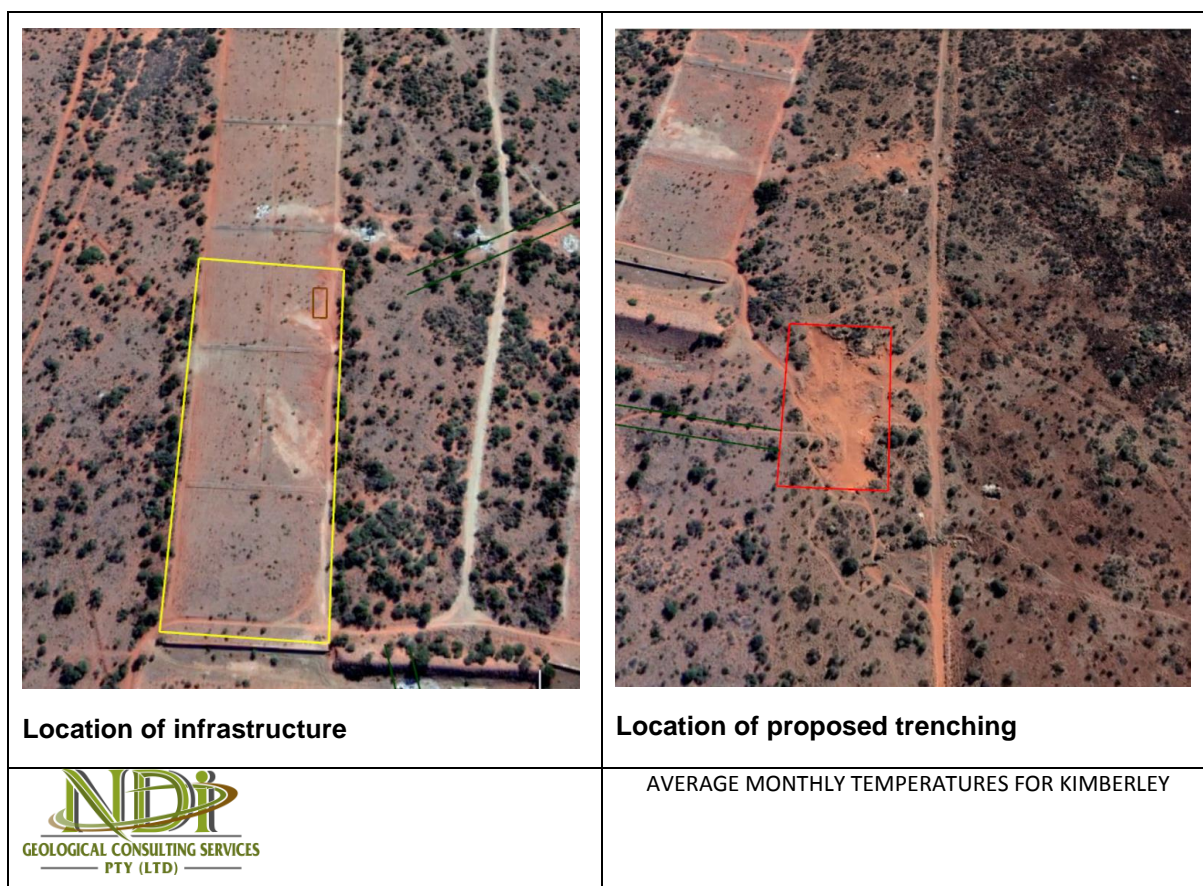 Location of infrastructure
Location of proposed trenching
NDi
GEOLOGICAL CONSULTING SERVICES
PTY (LTD)
AVERAGE MONTHLY TEMPERATURES FOR KIMBERLEY